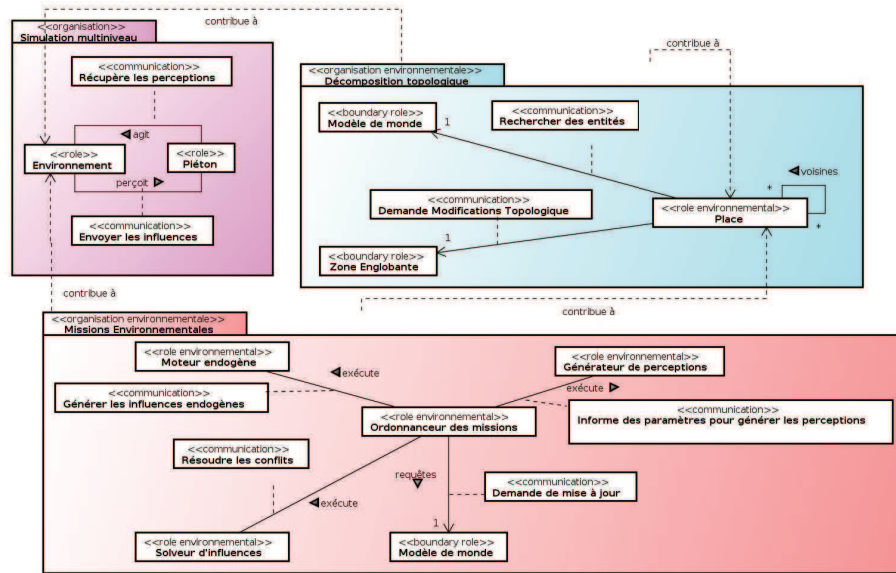 contribue à
<<organisation>>
Simulation multiniveau
<<communication>>
Récupère les perceptions
agit
<<role>>
Environnement
<<role>>
Piéton
perçoit
<<communication>>
Envoyer les influences
contribue à
contribue à
<<organisation environnementale>>
Décomposition topologique
<<boundary role>>
Modèle de monde
1
<<communication>>
Rechercher des entités
voisines
*
<<communication>>
Demande Modifications Topologique
<<role environnemental>>
Place
*
1
<<boundary role>>
Zone Englobante
contribue à
<<organisation environnementale>>
Missions Environnementales
<<role environnemental>>
Moteur endogène
exécute
<<role environnemental>>
Générateur de perceptions
exécute
<<communication>>
Générer les influences endogènes
<<role environnemental>>
Ordonnanceur des missions
<<communication>>
Informe des paramètres pour générer les perceptions
<<communication>>
Résoudre les conflits
requêtes
<<communication>>
Demande de mise à jour
exécute
1
<<role environnemental>>
Solveur d'influences
<<boundary role>>
Modèle de monde